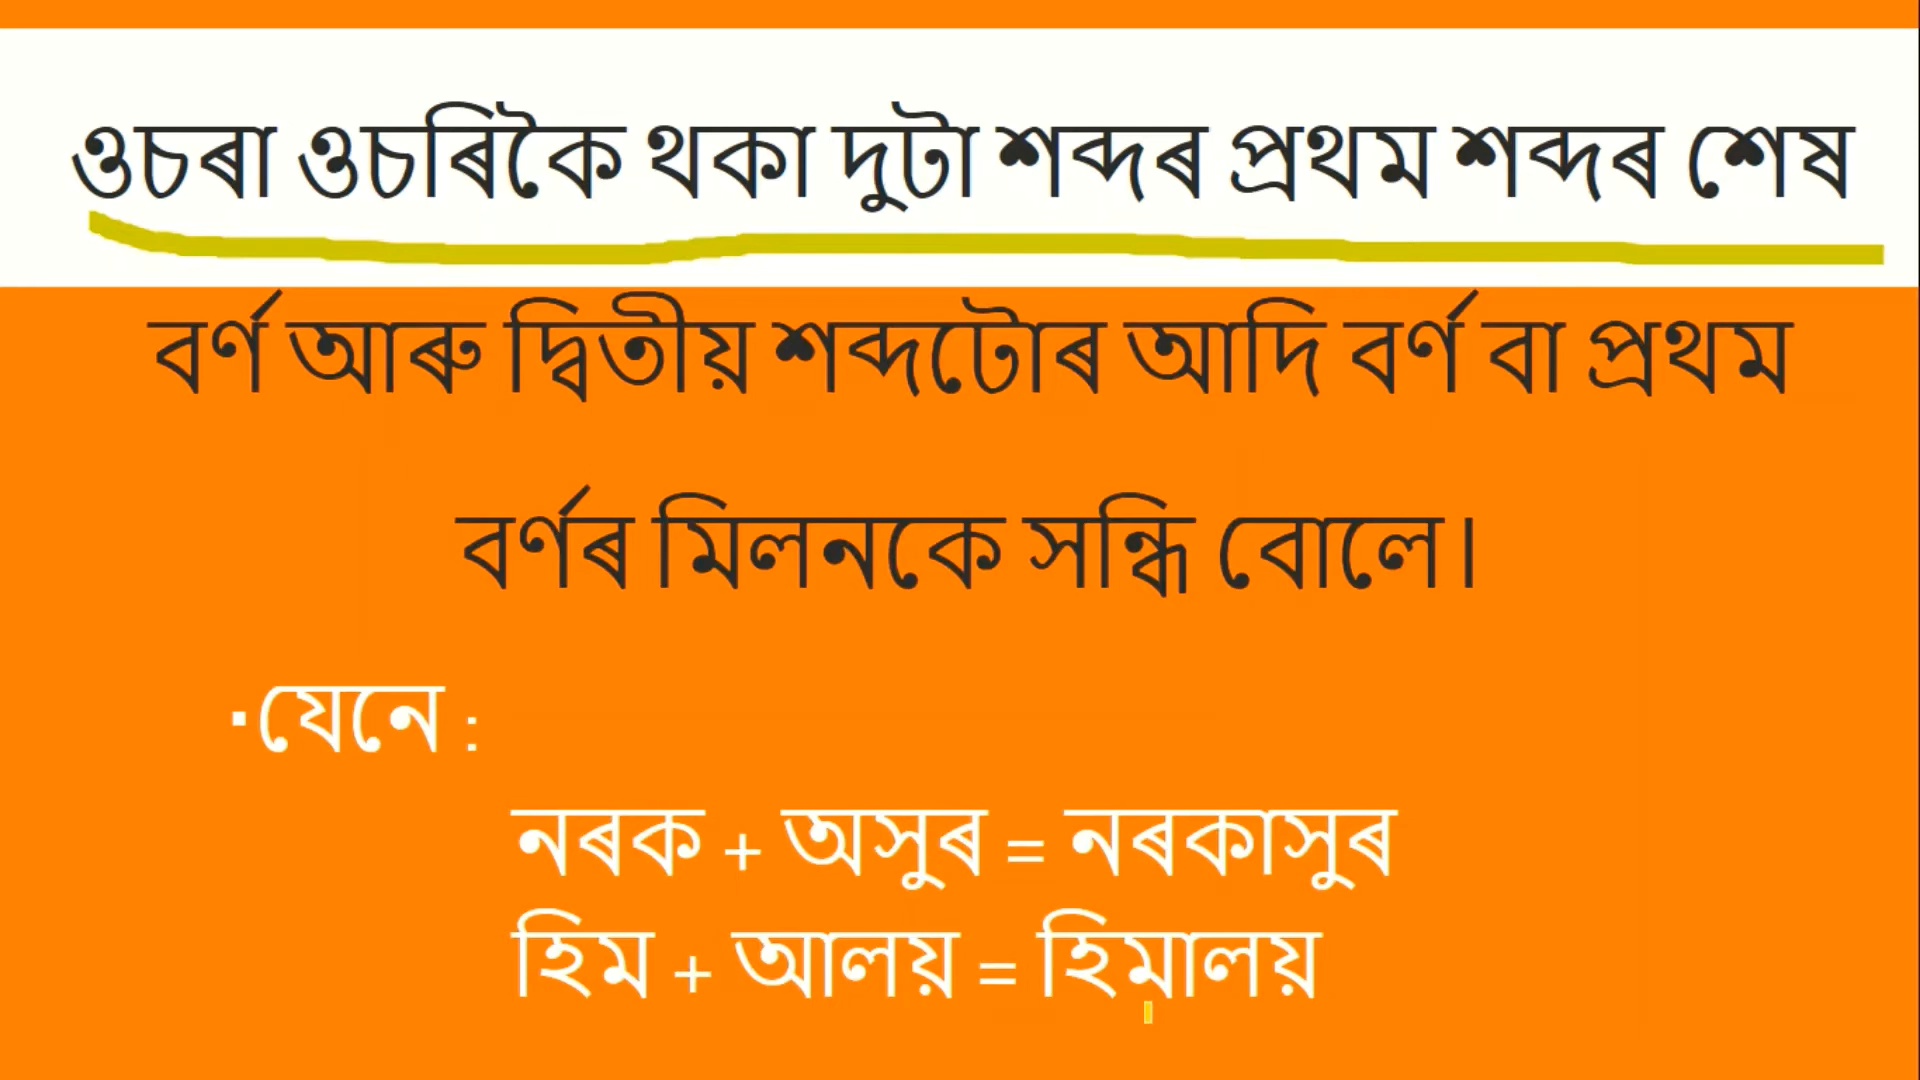 ওচৰা ওচৰিকৈ থকা দুটা শব্দৰ প্ৰথম শব্দৰ শেষ
বৰ্ণ আৰু দ্বিতীয় শব্দটোৰ আদি বৰ্ণ বা প্ৰথম
বৰ্ণৰ মিলনকে সন্ধি বোলে।
▪যেনে :
নৰক + অসুৰ = নৰকাসুৰ
হিম + আলয় = হিমালয়